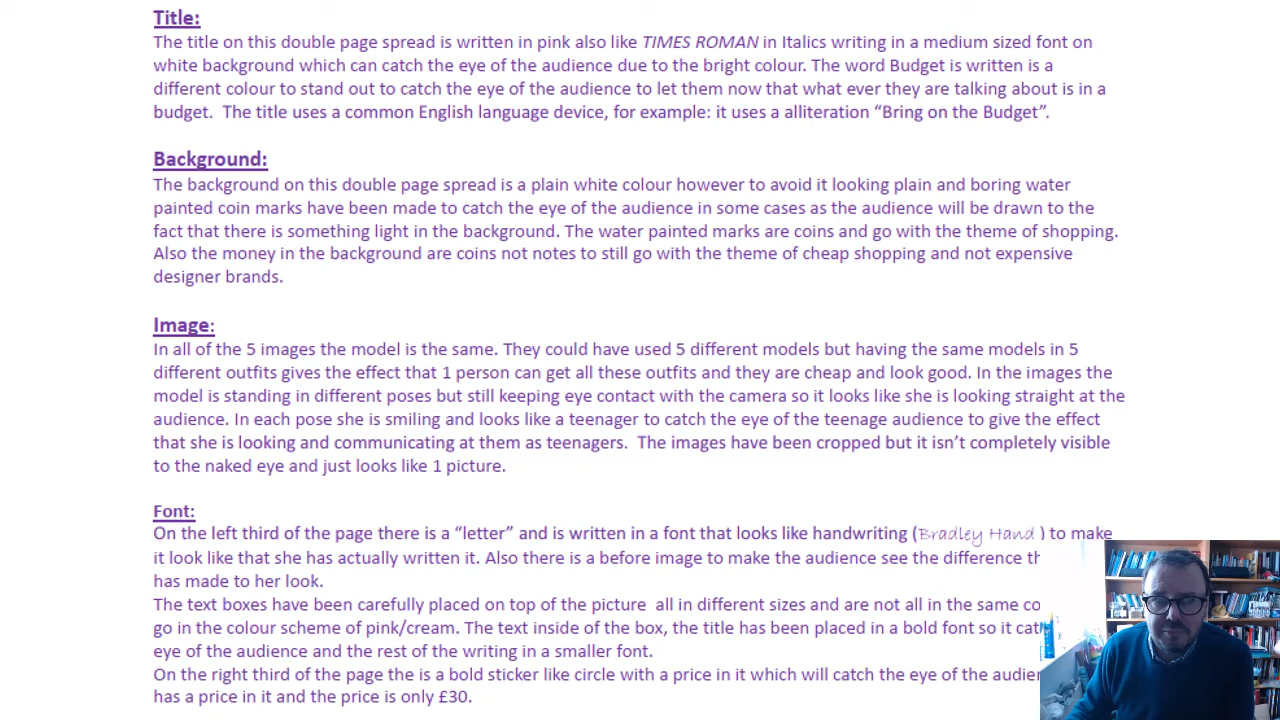 Title:
The title on this double page spread is written in pink also like TIMES ROMAN in Italics writing in a medium sized font on
white background which can catch the eye of the audience due to the bright colour. The word Budget is written is a
different colour to stand out to catch the eye of the audience to let them now that what ever they are talking about is in a
budget.  The title uses a common English language device, for example: it uses a alliteration “Bring on the Budget”.
Background:
The background on this double page spread is a plain white colour however to avoid it looking plain and boring water
painted coin marks have been made to catch the eye of the audience in some cases as the audience will be drawn to the
fact that there is something light in the background. The water painted marks are coins and go with the theme of shopping.
Also the money in the background are coins not notes to still go with the theme of cheap shopping and not expensive
designer brands.
Image:
In all of the 5 images the model is the same. They could have used 5 different models but having the same models in 5
different outfits gives the effect that 1 person can get all these outfits and they are cheap and look good. In the images the
model is standing in different poses but still keeping eye contact with the camera so it looks like she is looking straight at the
audience. In each pose she is smiling and looks like a teenager to catch the eye of the teenage audience to give the effect
that she is looking and communicating at them as teenagers.  The images have been cropped but it isn’t completely visible
to the naked eye and just looks like 1 picture.
Font:
On the left third of the page there is a “letter” and is written in a font that looks like handwriting (Bradley Hand ) to make
it look like that she has actually written it. Also there is a before image to make the audience see the difference
has made to her look.
The text boxes have been carefully placed on top of the picture  all in different sizes and are not all in the same
go in the colour scheme of pink/cream. The text inside of the box, the title has been placed in a bold font so it
eye of the audience and the rest of the writing in a smaller font.
On the right third of the page the is a bold sticker like circle with a price in it which will catch the eye of the
has a price in it and the price is only £30.